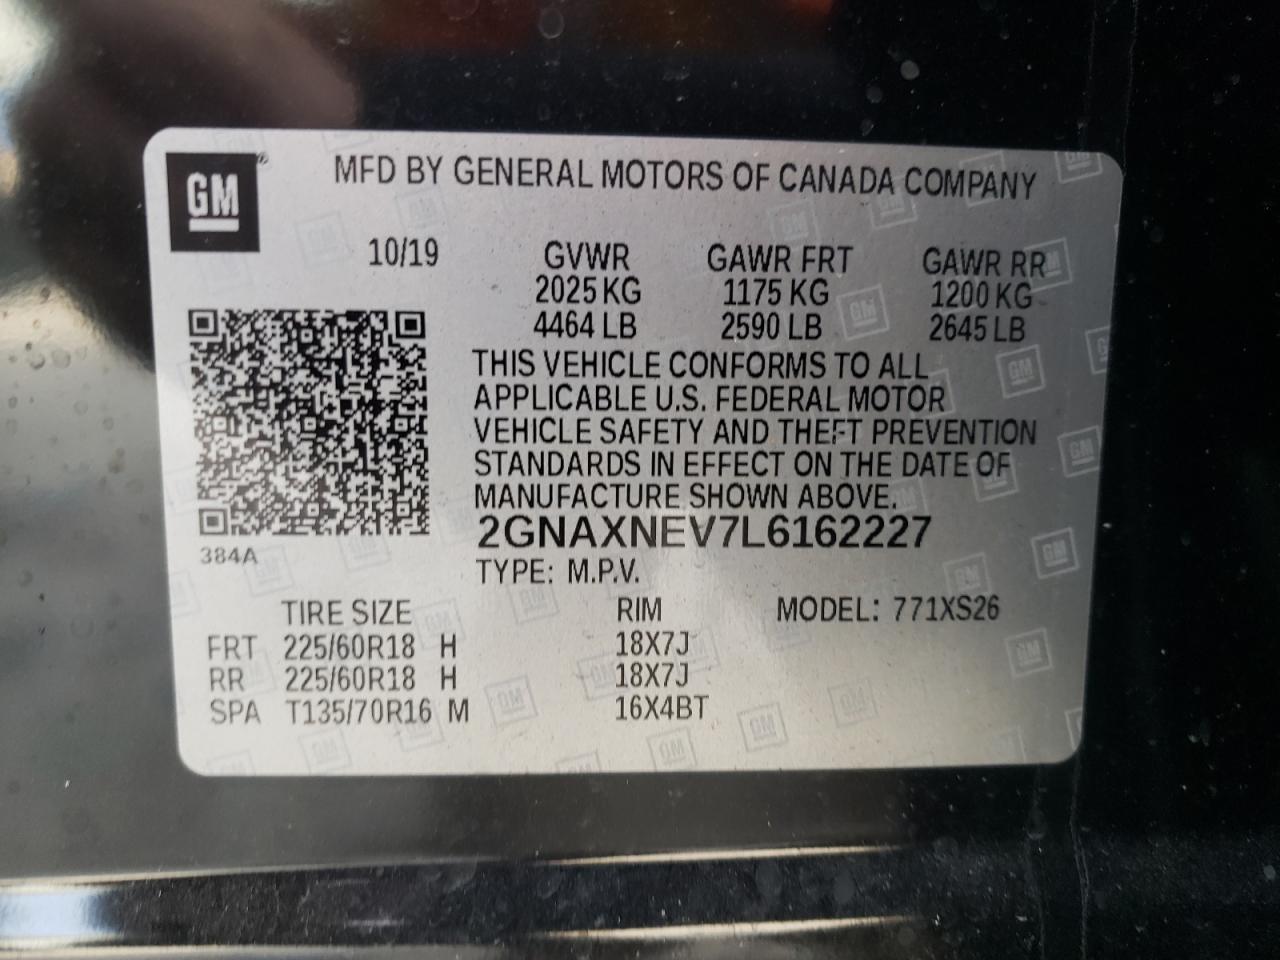 GM®
MFD BY GENERAL MOTORS OF CANADA COMPANY
10/19 GVWR GAWR FRT GAWR RR
2025 KG 1175 KG 1200 KG
4464 LB 2590 LB 2645 LB
THIS VEHICLE CONFORMS TO ALL
APPLICABLE U.S. FEDERAL MOTOR
VEHICLE SAFETY AND THEFT PREVENTION
STANDARDS IN EFFECT ON THE DATE OF
MANUFACTURE SHOWN ABOVE.
2GNAXNEV7L6162227
384A
TYPE: M.P.V.
TIRE SIZE RIM MODEL: 771XS26
FRT 225/60R18 H 18X7J
RR 225/60R18 H 18X7J
SPA T135/70R16 M 16X4BT